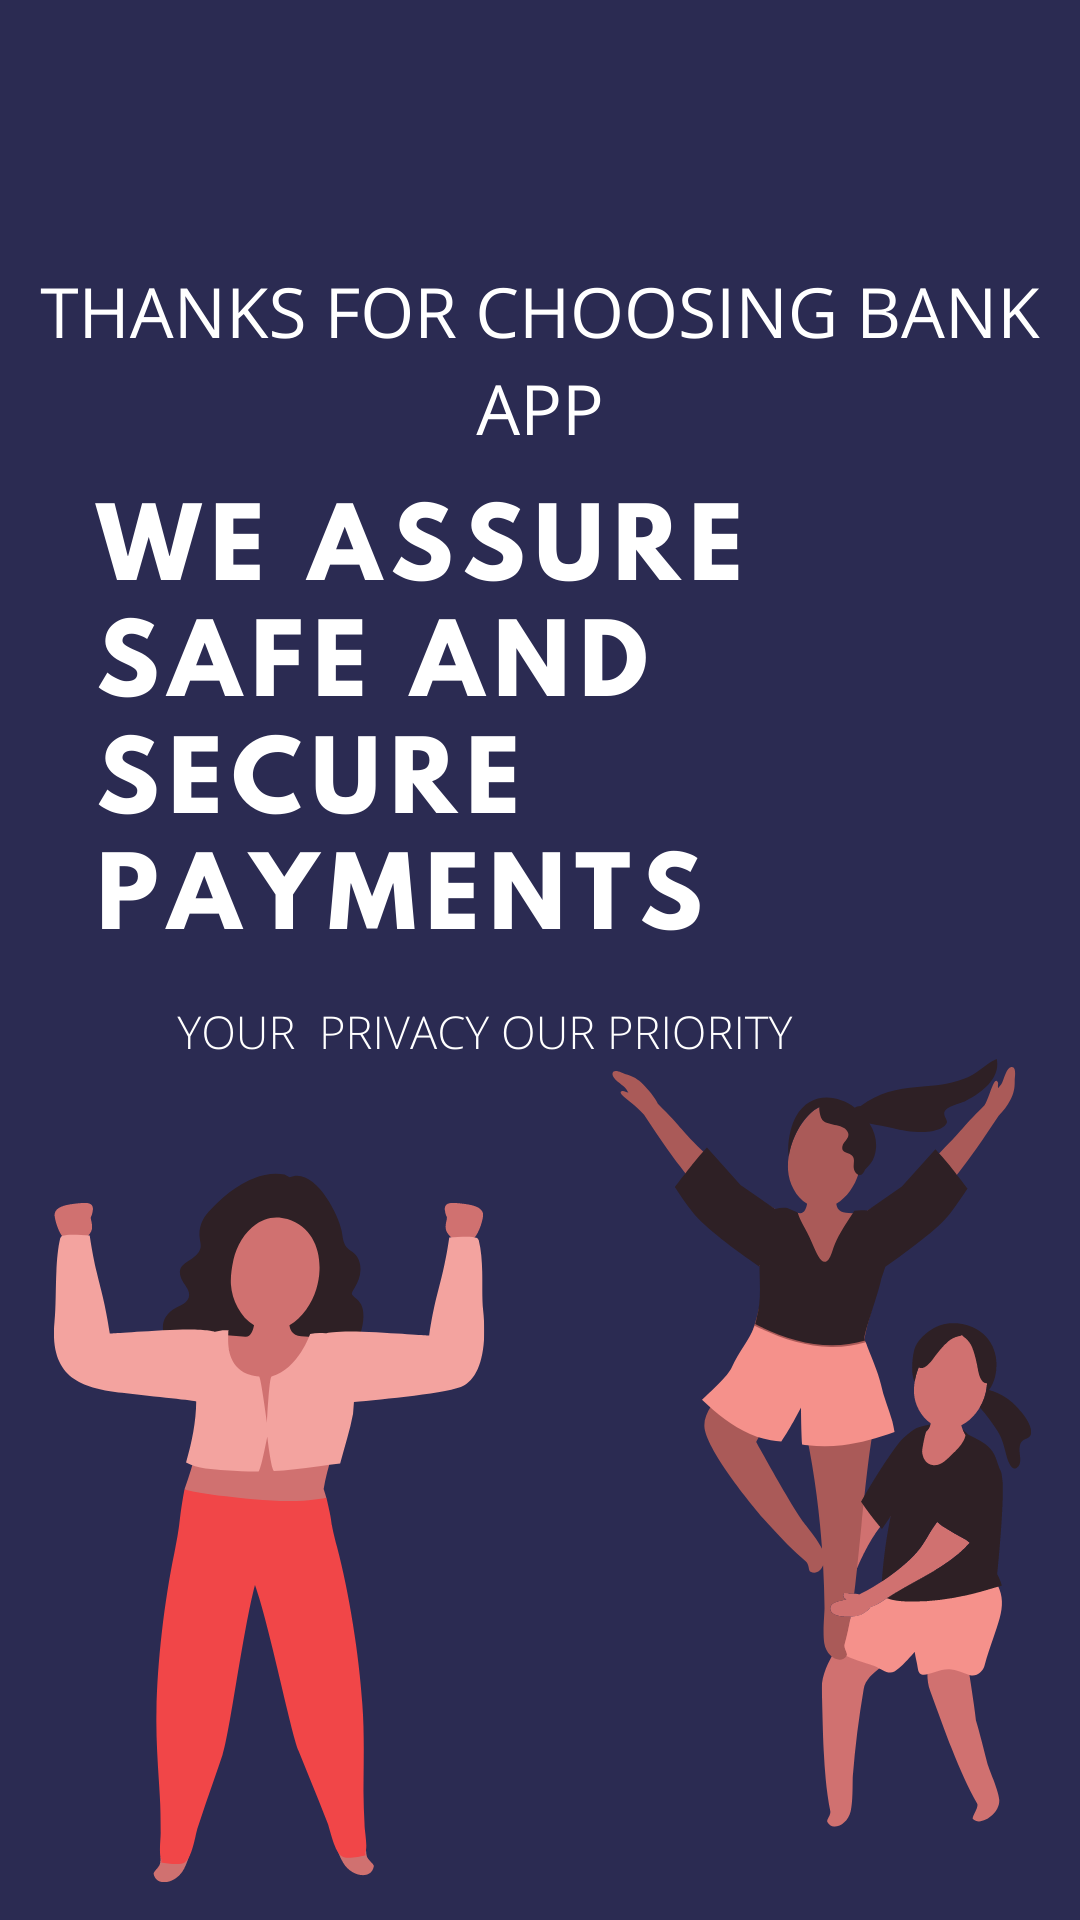 THANKS FOR CHOOSING BANK
APP
WE ASSURE
SAFE AND
SECURE
PAYMENTS
YOUR  PRIVACY OUR PRIORITY